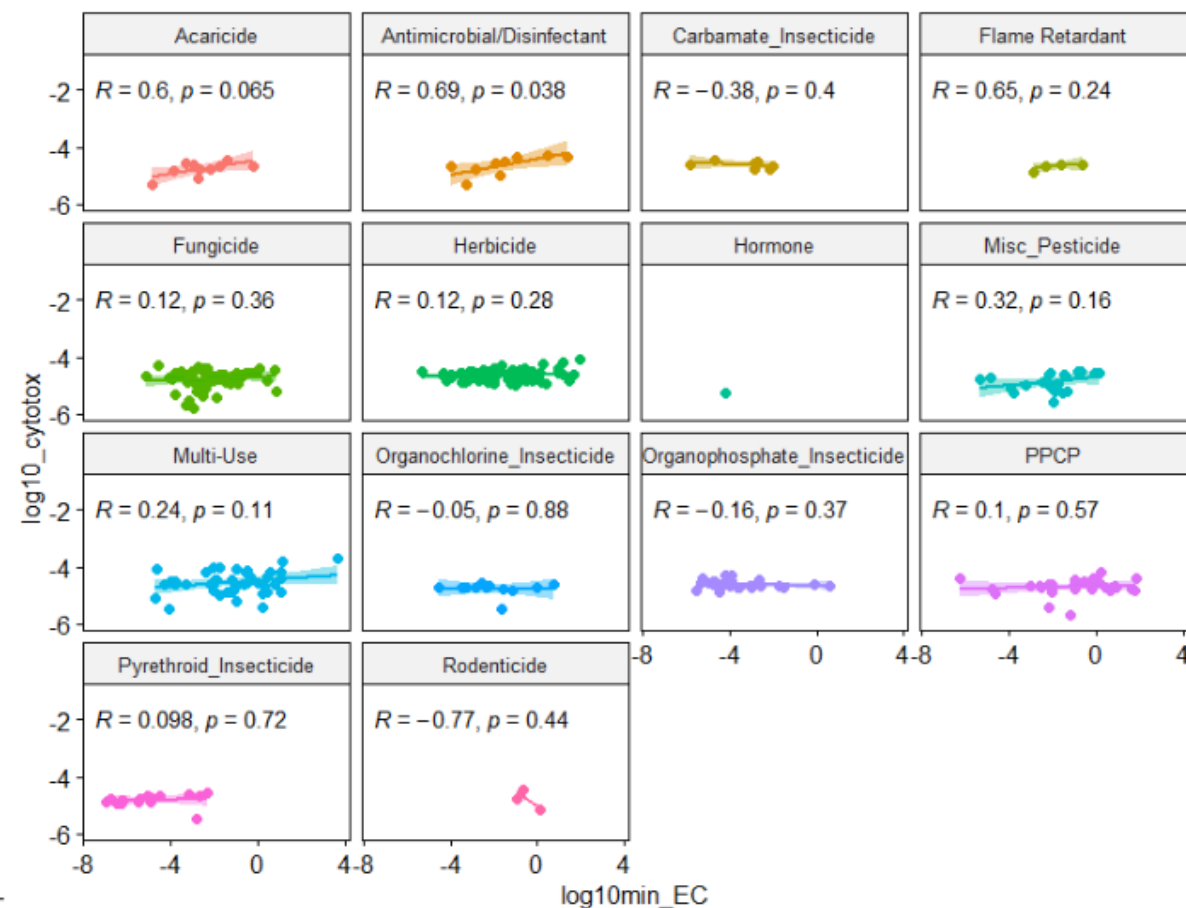 Acaricide Antimicrobial/Disinfectant Carbamate_Insecticide Flame Retardant
-2 R = 0.6, p = 0.065 R = 0.69, p = 0.038 R = −0.38, p = 0.4 R = 0.65, p = 0.24
-4
-6
Fungicide Herbicide Hormone Misc_Pesticide
-2 R = 0.12, p = 0.36 R = 0.12, p = 0.28 R = 0.32, p = 0.16
-4
-6
log10_cytotox
Multi-Use Organochlorine_Insecticide Organophosphate_Insecticide PPCP
-2 R = 0.24, p = 0.11 R = −0.05, p = 0.88 R = −0.16, p = 0.37 R = 0.1, p = 0.57
-4
-6
-8 -4 0 4 -8 -4 0 4
Pyrethroid_Insecticide Rodenticide
-2 R = 0.098, p = 0.72 R = −0.77, p = 0.44
-4
-6
-8 -4 0 4 -8 -4 0 4
log10min_EC